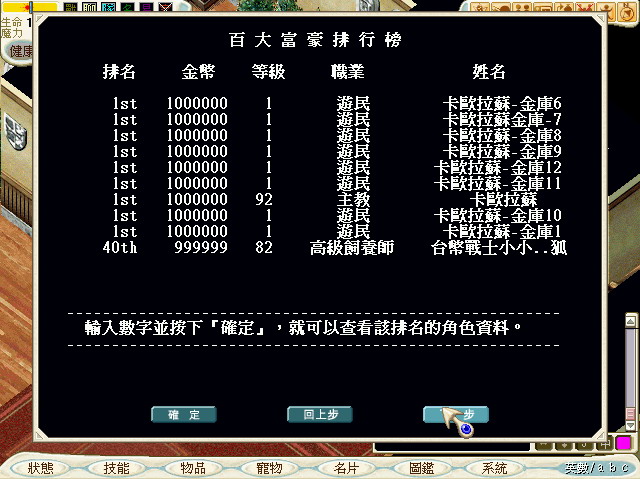 生命 1
魔力
健康
百大富豪排行榜
排名 金幣 等級 職業 姓名
1st 1000000 1 遊民 卡歐拉蘇-金庫6
1st 1000000 1 遊民 卡歐拉蘇金庫-7
1st 1000000 1 遊民 卡歐拉蘇-金庫8
1st 1000000 1 遊民 卡歐拉蘇-金庫9
1st 1000000 1 遊民 卡歐拉蘇-金庫12
1st 1000000 1 遊民 卡歐拉蘇-金庫11
1st 1000000 92 主教 卡歐拉蘇
1st 1000000 1 遊民 卡歐拉蘇-金庫10
1st 1000000 1 遊民 卡歐拉蘇-金庫1
40th 999999 82 高級飼養師 台幣戰士小小..狐
輸入數字並按下『確定』，就可以查看該排名的角色資料。
確定 回上步 步
狀態 技能 物品 寵物 名片 圖鑑 系統 英數/abc